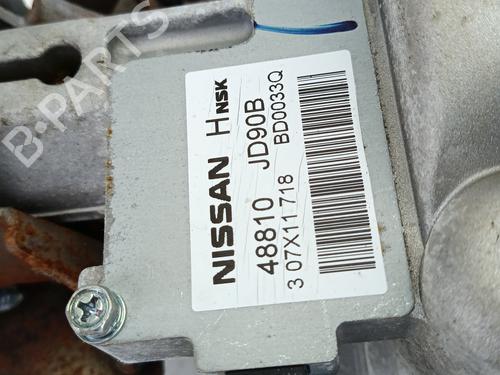 NISSAN H NSK
48810 JD90B
BD0033Q
3 07X11 718
B-PARTS